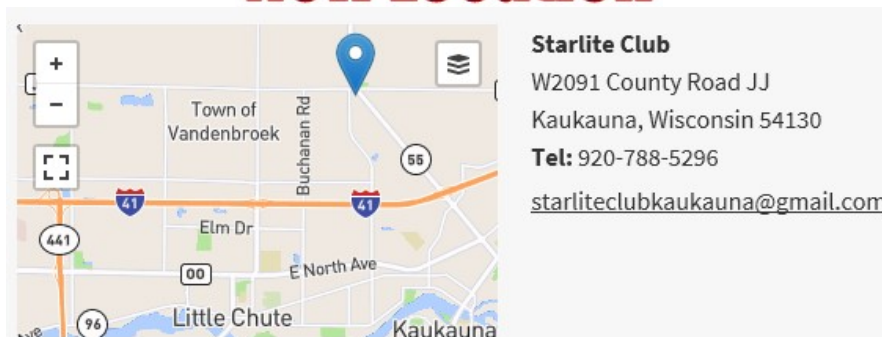 Starlite Club
W2091 County Road JJ
Kaukauna, Wisconsin 54130
Tel: 920-788-5296
starliteclubkaukauna@gmail.com
+
−
Town of
Vandenbroek
Buchanan Rd
55
41
41
441
Elm Dr
00
E North Ave
96
Little Chute
Kaukauna
Ave